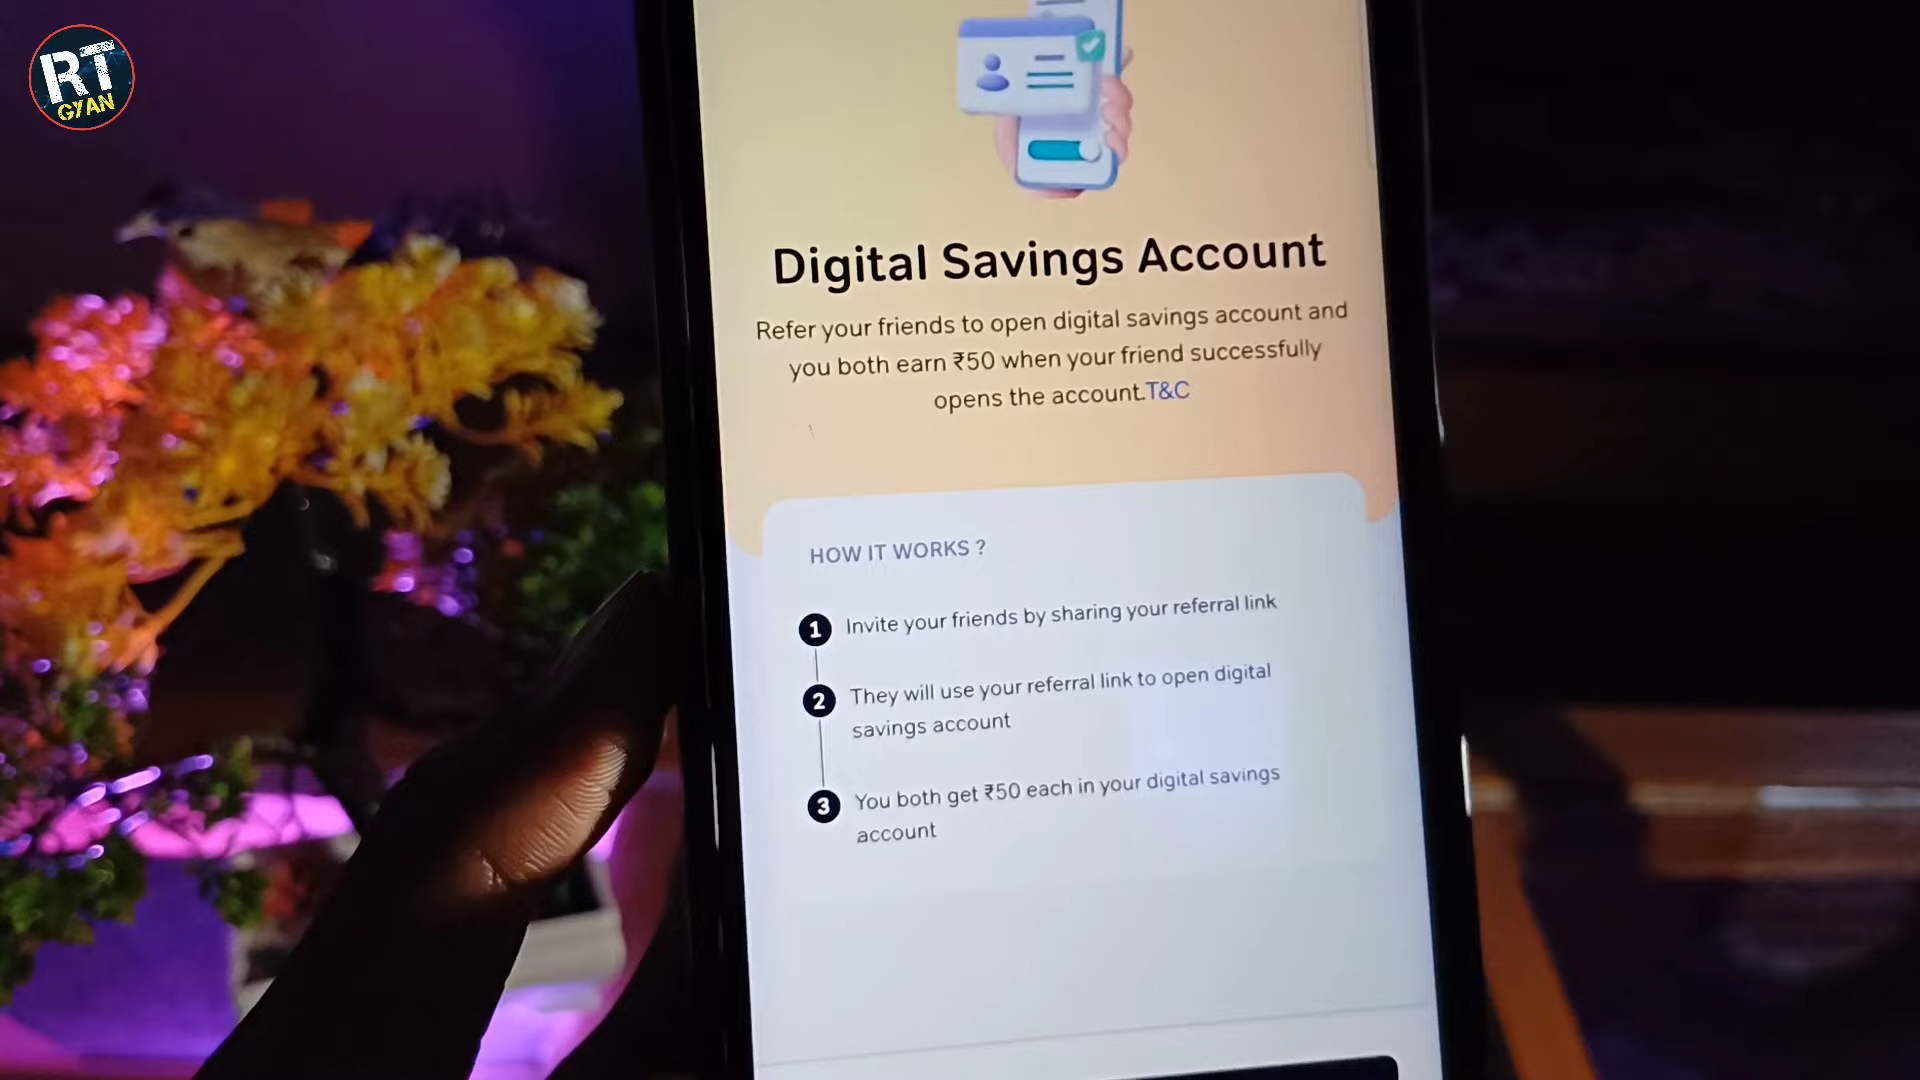 RT
GYAN
Digital Savings Account
Refer your friends to open digital savings account and
you both earn ₹50 when your friend successfully
opens the account.T&C
HOW IT WORKS ?
1 Invite your friends by sharing your referral link
2 They will use your referral link to open digital
savings account
3 You both get ₹50 each in your digital savings
account